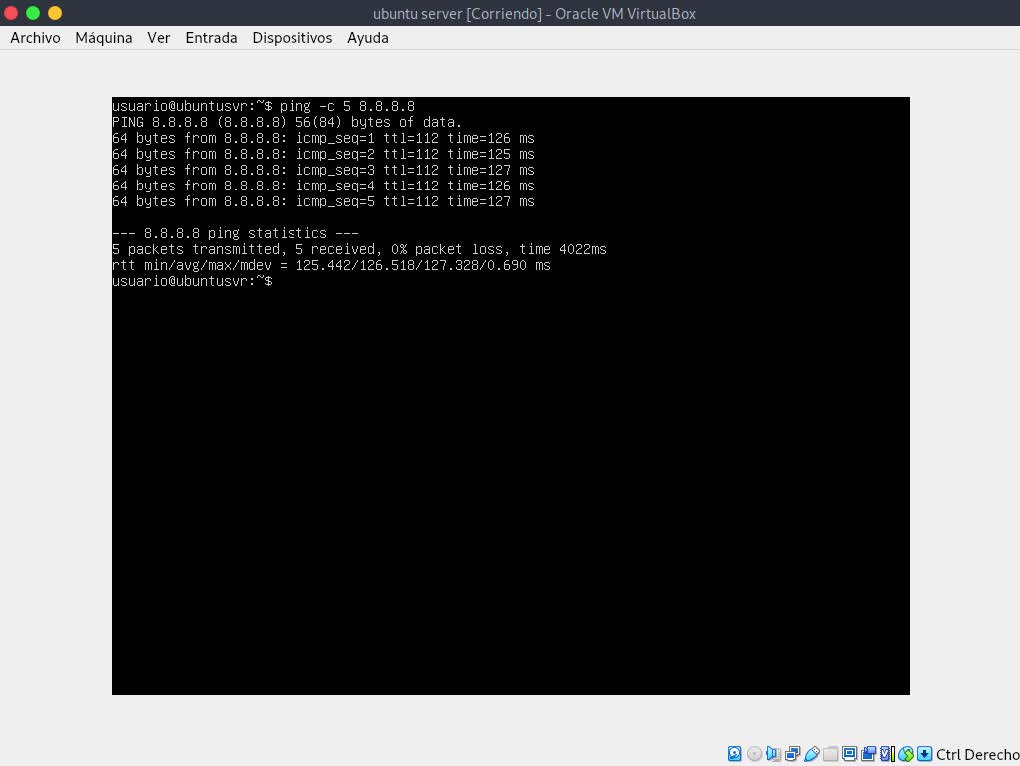 ubuntu server [Corriendo] - Oracle VM VirtualBox
Archivo Máquina Ver Entrada Dispositivos Ayuda
usuario@ubuntusvr:~$ ping -c 5 8.8.8.8
PING 8.8.8.8 (8.8.8.8) 56(84) bytes of data.
64 bytes from 8.8.8.8: icmp_seq=1 ttl=112 time=126 ms
64 bytes from 8.8.8.8: icmp_seq=2 ttl=112 time=125 ms
64 bytes from 8.8.8.8: icmp_seq=3 ttl=112 time=127 ms
64 bytes from 8.8.8.8: icmp_seq=4 ttl=112 time=126 ms
64 bytes from 8.8.8.8: icmp_seq=5 ttl=112 time=127 ms
--- 8.8.8.8 ping statistics ---
5 packets transmitted, 5 received, 0% packet loss, time 4022ms
rtt min/avg/max/mdev = 125.442/126.518/127.328/0.690 ms
usuario@ubuntusvr:~$
Ctrl Derecho